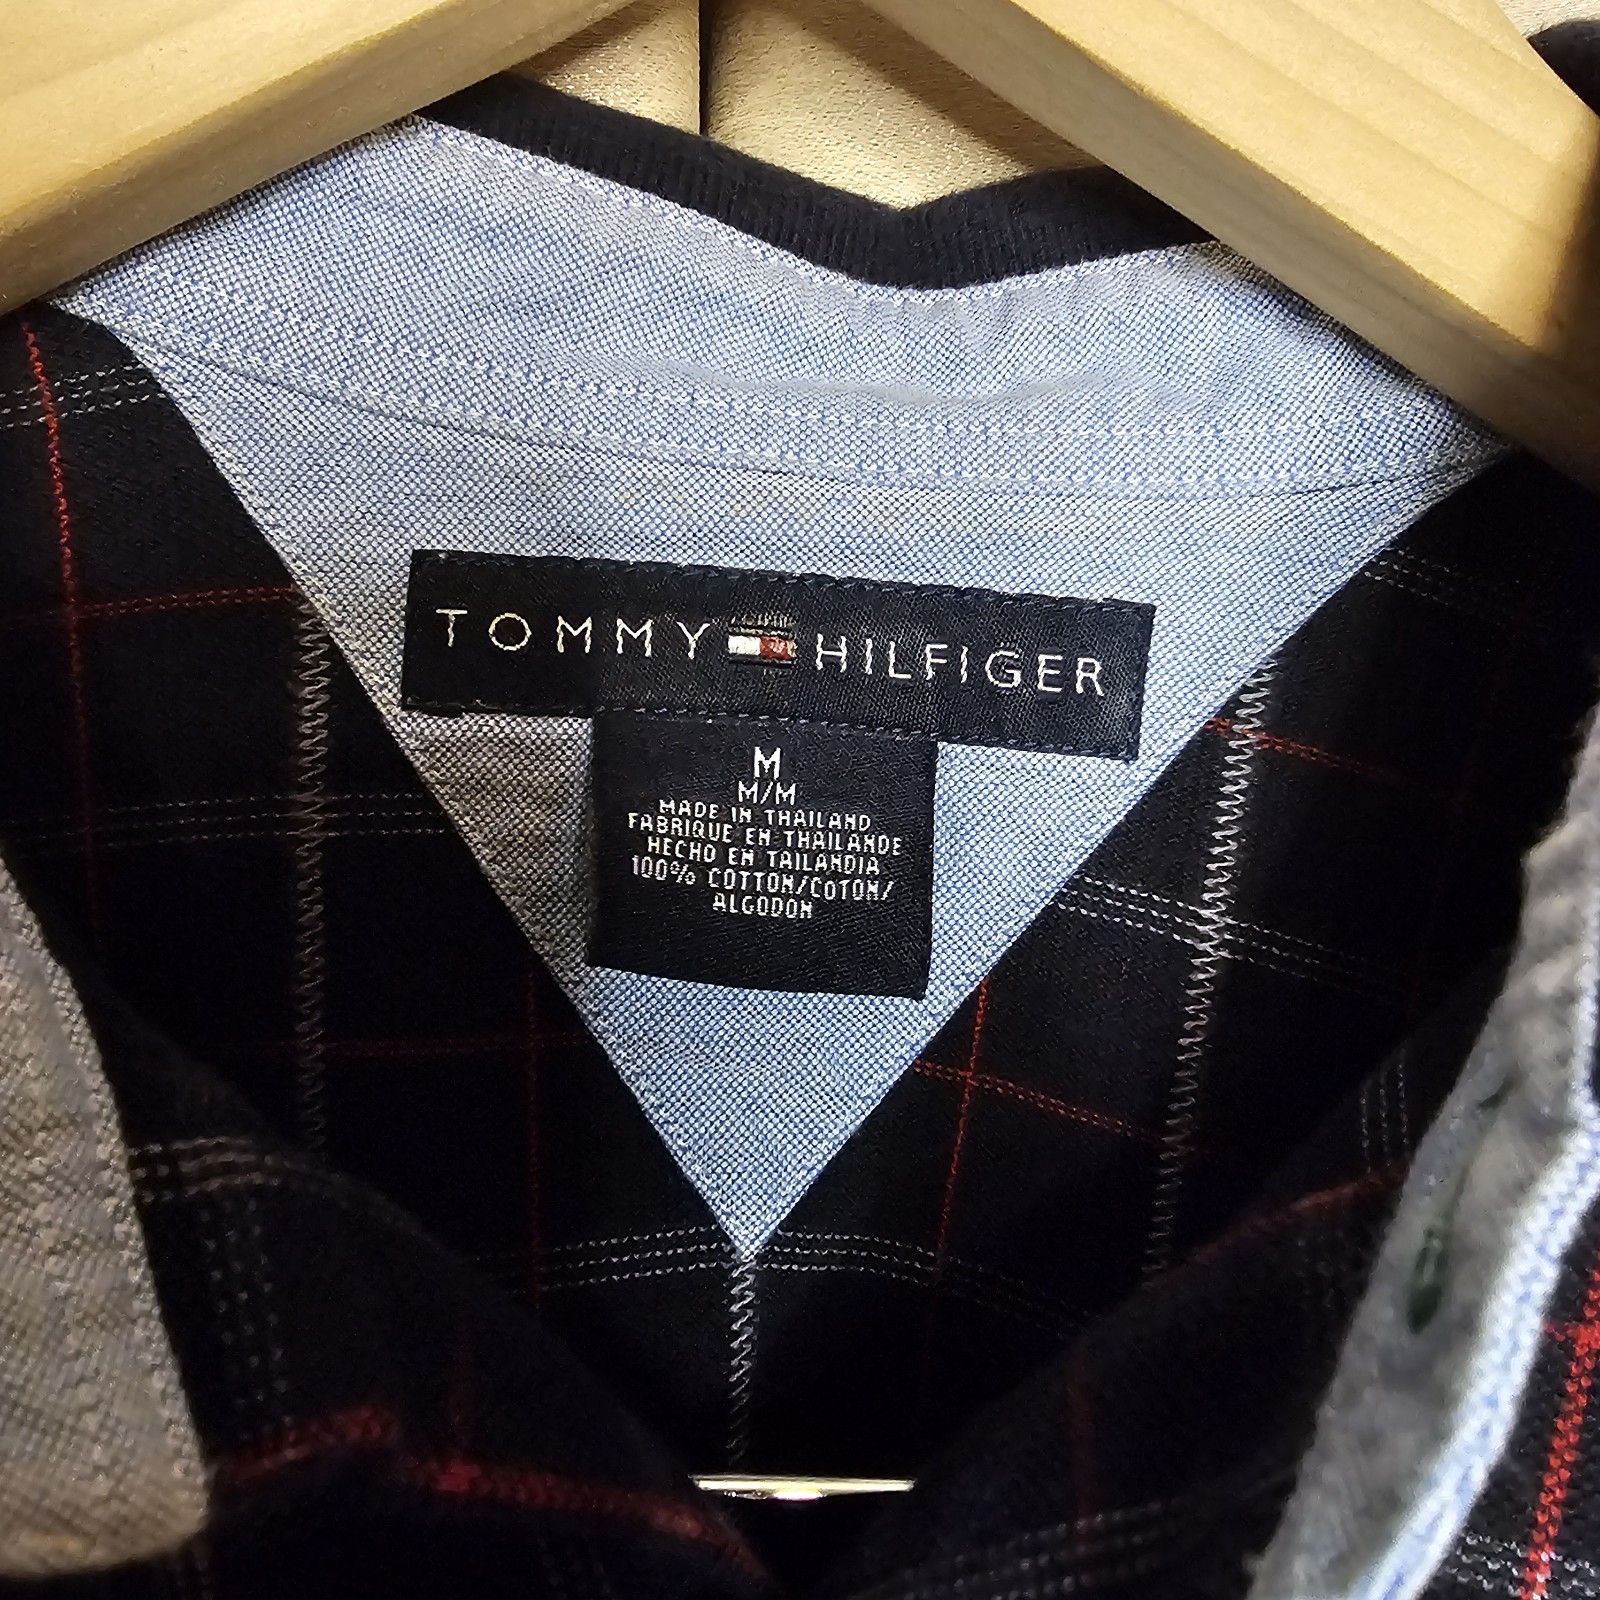 TOMMY HILFIGER
M
M/M
MADE IN THAILAND
FABRIQUE EN THAILANDE
HECHO EN TAILANDIA
100% COTTON/COTON/
ALGODON